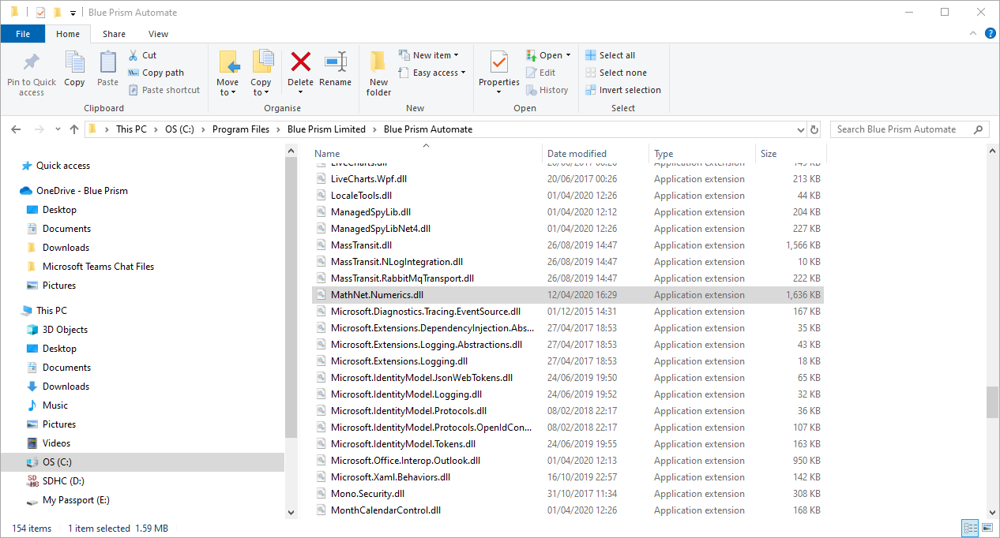 Blue Prism Automate
File Home Share View
Pin to Quick access
Copy
Paste
Cut
Copy path
Paste shortcut
Clipboard
Move to
Copy to
Delete
Rename
Organise
New folder
New item
Easy access
New
Properties
Open
Edit
History
Open
Select all
Select none
Invert selection
Select
This PC > OS (C:) > Program Files > Blue Prism Limited > Blue Prism Automate
Search Blue Prism Automate
Quick access
OneDrive - Blue Prism
Desktop
Documents
Downloads
Microsoft Teams Chat Files
Pictures
This PC
3D Objects
Desktop
Documents
Downloads
Music
Pictures
Videos
OS (C:)
SDHC (D:)
My Passport (E:)
Name Date modified Type Size
LiveCharts.dll Application extension
LiveCharts.Wpf.dll 20/06/2017 00:26 Application extension 213 KB
LocaleTools.dll 01/04/2020 12:26 Application extension 44 KB
ManagedSpyLib.dll 01/04/2020 12:12 Application extension 204 KB
ManagedSpyLibNet4.dll 01/04/2020 12:26 Application extension 227 KB
MassTransit.dll 26/08/2019 14:47 Application extension 1,566 KB
MassTransit.NLogIntegration.dll 26/08/2019 14:47 Application extension 10 KB
MassTransit.RabbitMqTransport.dll 26/08/2019 14:47 Application extension 222 KB
MathNet.Numerics.dll 12/04/2020 16:29 Application extension 1,636 KB
Microsoft.Diagnostics.Tracing.EventSource.dll 01/12/2015 14:31 Application extension 167 KB
Microsoft.Extensions.DependencyInjection.Abs... 27/04/2017 18:53 Application extension 35 KB
Microsoft.Extensions.Logging.Abstractions.dll 27/04/2017 18:53 Application extension 43 KB
Microsoft.Extensions.Logging.dll 27/04/2017 18:53 Application extension 18 KB
Microsoft.IdentityModel.JsonWebTokens.dll 24/06/2019 19:50 Application extension 65 KB
Microsoft.IdentityModel.Logging.dll 24/06/2019 19:52 Application extension 32 KB
Microsoft.IdentityModel.Protocols.dll 08/02/2018 22:17 Application extension 36 KB
Microsoft.IdentityModel.Protocols.OpenIdCon... 08/02/2018 22:17 Application extension 107 KB
Microsoft.IdentityModel.Tokens.dll 24/06/2019 19:55 Application extension 163 KB
Microsoft.Office.Interop.Outlook.dll 01/04/2020 12:13 Application extension 950 KB
Microsoft.Xaml.Behaviors.dll 16/10/2019 22:57 Application extension 142 KB
Mono.Security.dll 31/10/2017 11:34 Application extension 308 KB
MonthCalendarControl.dll 01/04/2020 12:26 Application extension 168 KB
154 items 1 item selected 1.59 MB